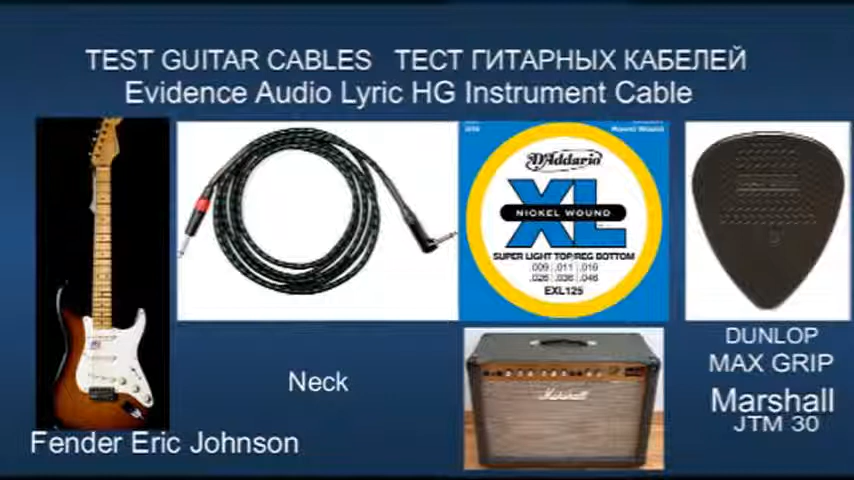 TEST GUITAR CABLES ТЕСТ ГИТАРНЫХ КАБЕЛЕЙ
Evidence Audio Lyric HG Instrument Cable
D'Addario
XL
NICKEL WOUND
SUPER LIGHT TOP/REG BOTTOM
.009 .011 .016
.026 .036 .046
EXL125
DUNLOP
MAX GRIP
Neck
Marshall
Marshall
JTM 30
Fender Eric Johnson